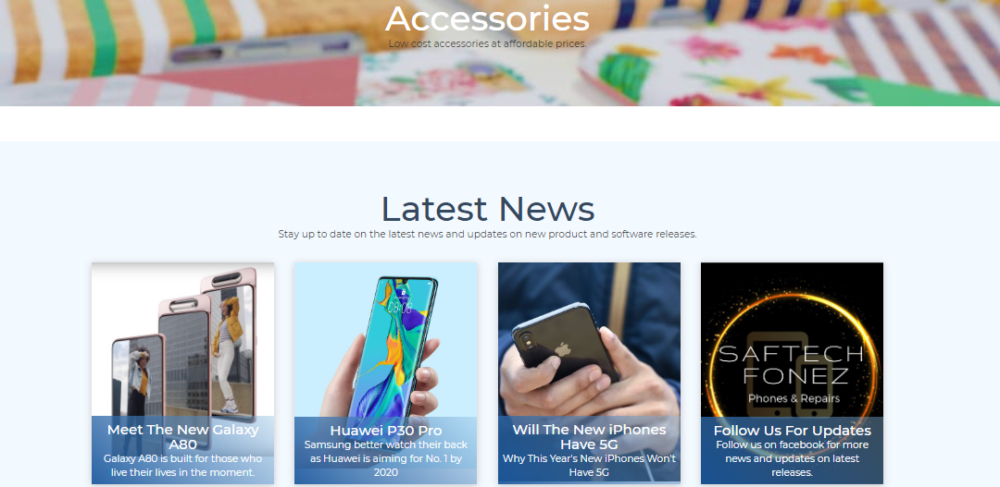 Accessories
Low cost accessories at affordable prices.
Latest News
Stay up to date on the latest news and updates on new product and software releases.
Meet The New Galaxy
A80
Galaxy A80 is built for those who
live their lives in the moment.
08:08
Huawei P30 Pro
Samsung better watch their back
as Huawei is aiming for No. 1 by
2020
Will The New iPhones
Have 5G
Why This Year's New iPhones Won't
Have 5G
SAFTECH
FONEZ
Phones & Repairs
Follow Us For Updates
Follow us on facebook for more
news and updates on latest
releases.